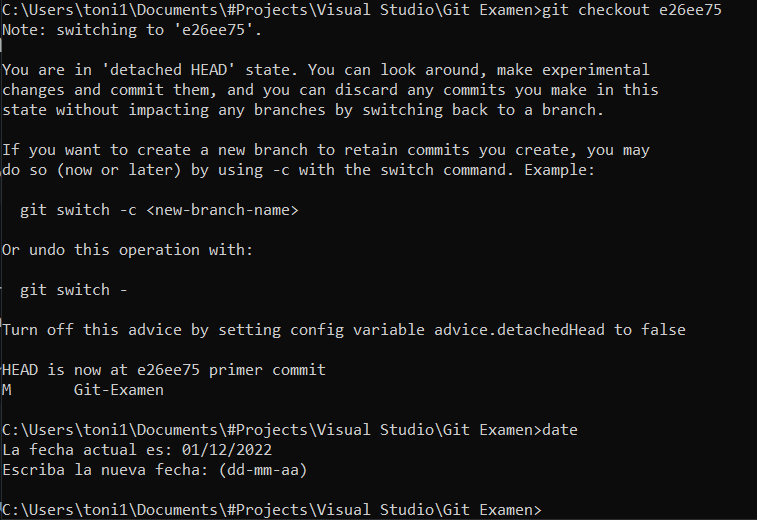 C:\Users\toni1\Documents\#Projects\Visual Studio\Git Examen>git checkout e26ee75
Note: switching to 'e26ee75'.
You are in 'detached HEAD' state. You can look around, make experimental
changes and commit them, and you can discard any commits you make in this
state without impacting any branches by switching back to a branch.
If you want to create a new branch to retain commits you create, you may
do so (now or later) by using -c with the switch command. Example:
git switch -c <new-branch-name>
Or undo this operation with:
git switch -
Turn off this advice by setting config variable advice.detachedHead to false
HEAD is now at e26ee75 primer commit
M       Git-Examen
C:\Users\toni1\Documents\#Projects\Visual Studio\Git Examen>date
La fecha actual es: 01/12/2022
Escriba la nueva fecha: (dd-mm-aa)
C:\Users\toni1\Documents\#Projects\Visual Studio\Git Examen>